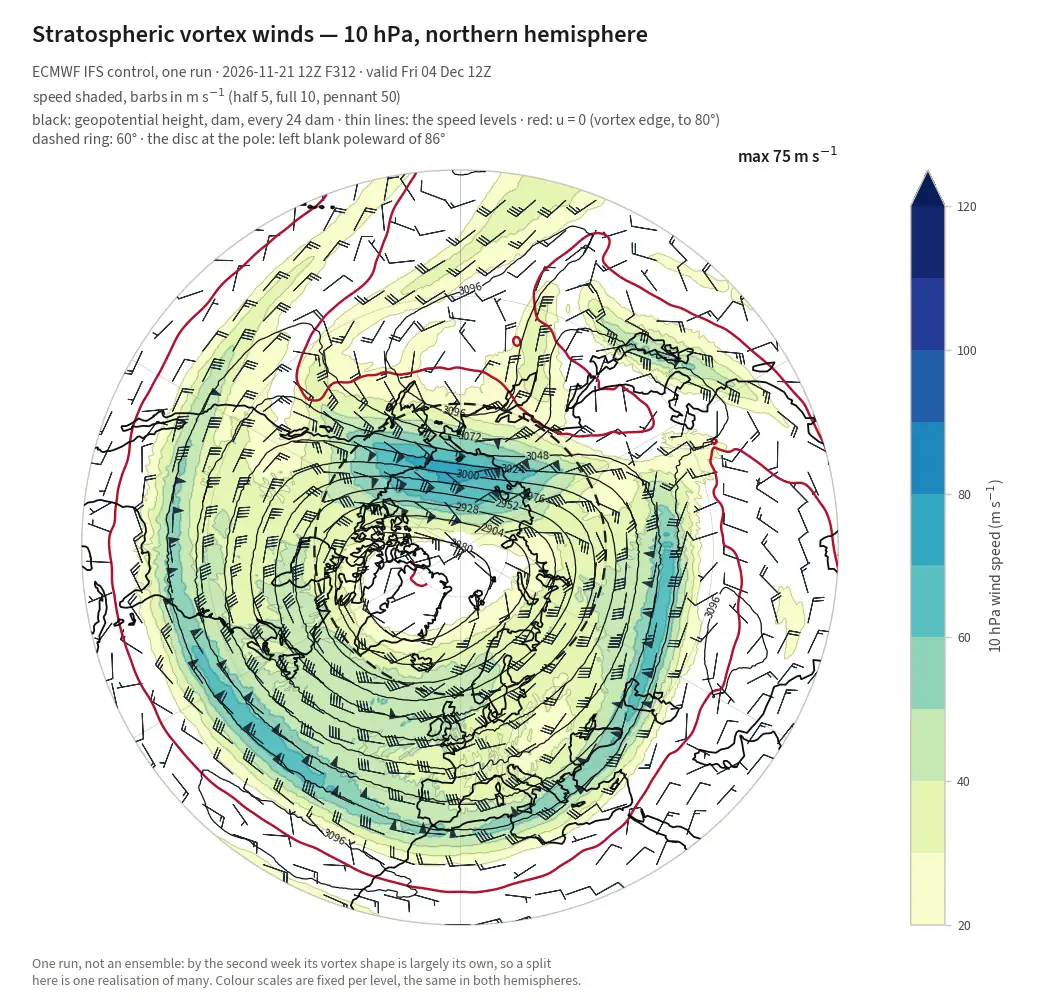 Stratospheric vortex winds — 10 hPa, northern hemisphere
ECMWF IFS control, one run · 2026-11-21 12Z F312 · valid Fri 04 Dec 12Z
speed shaded, barbs in m s⁻¹ (half 5, full 10, pennant 50)
black: geopotential height, dam, every 24 dam · thin lines: the speed levels · red: u = 0 (vortex edge, to 80°)
dashed ring: 60° · the disc at the pole: left blank poleward of 86°
max 75 m s⁻¹
120
100
80
60
40
20
10 hPa wind speed (m s⁻¹)
3096
3096
3072
3048
3000
2952
2928
2904
3096
3096
One run, not an ensemble: by the second week its vortex shape is largely its own, so a split
here is one realisation of many. Colour scales are fixed per level, the same in both hemispheres.